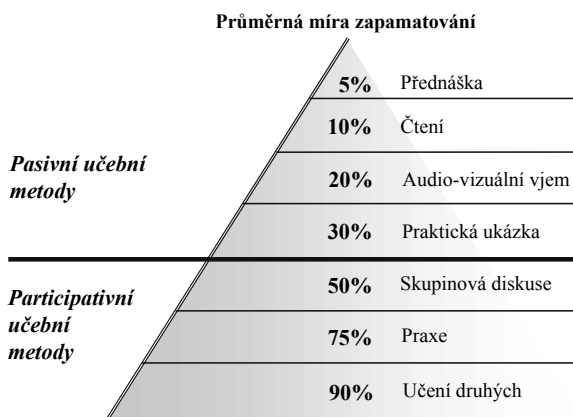 Průměrná míra zapamatování
5% Přednáška
10% Čtení
Pasivní učební
metody
20% Audio-vizuální vjem
30% Praktická ukázka
Participativní
učební
metody
50% Skupinová diskuse
75% Praxe
90% Učení druhých